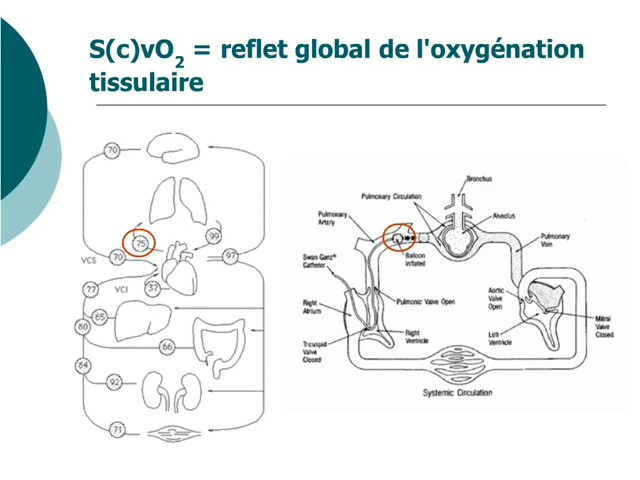 S(c)vO2 = reflet global de l'oxygénation
tissulaire
70
75
99
70
97
VCS
77
VCI
37
65
80
66
84
92
71
Bronchus
Pulmonary Circulation
Pulmonary
Artery
Alveolus
Pulmonary
Vein
Swan-Ganz®
Catheter
Balloon
Inflated
Aortic
Valve
Open
Pulmonic Valve Open
Right
Atrium
Right
Ventricle
Left
Ventricle
Mitral
Valve
Closed
Tricuspid
Valve
Closed
Systemic Circulation